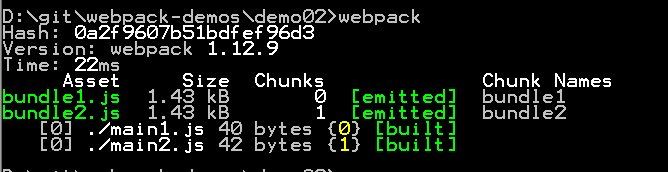 D:\git\webpack-demos\demo02>webpack
Hash: 0a2f9607b51bdfef96d3
Version: webpack 1.12.9
Time: 22ms
Asset Size Chunks Chunk Names
bundle1.js 1.43 kB 0 [emitted] bundle1
bundle2.js 1.43 kB 1 [emitted] bundle2
[0] ./main1.js 40 bytes {0} [built]
[0] ./main2.js 42 bytes {1} [built]